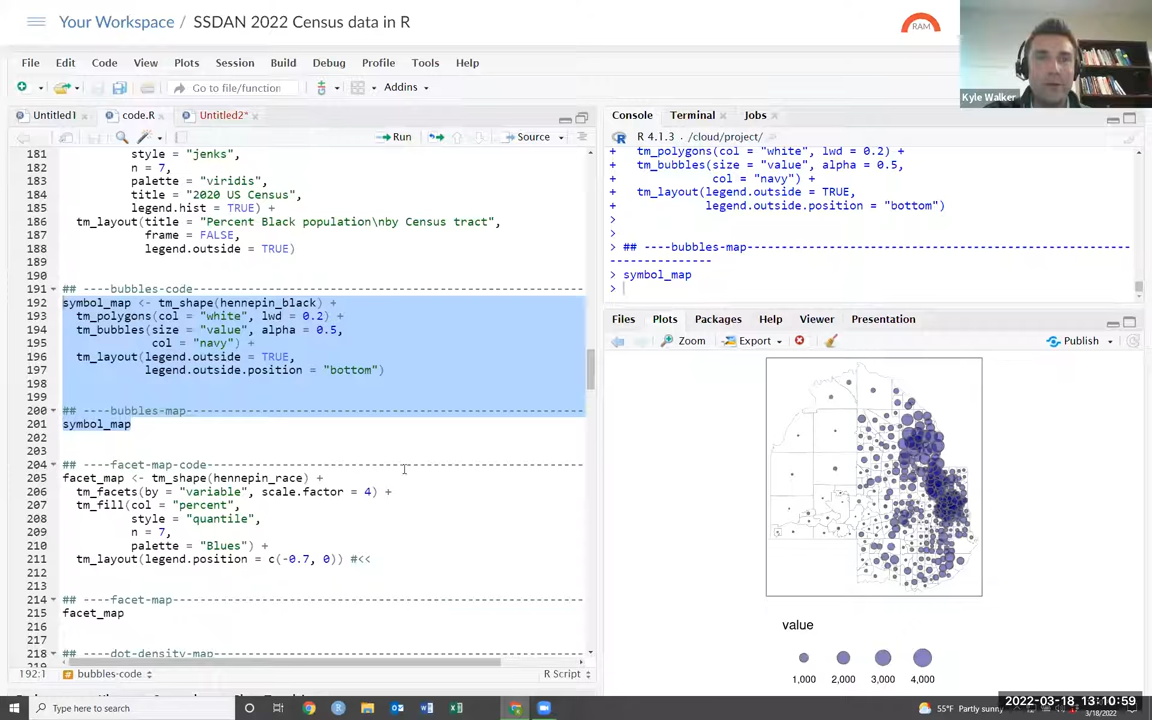 Your Workspace / SSDAN 2022 Census data in R
RAM
Kyle Walker
File Edit Code View Plots Session Build Debug Profile Tools Help
Go to file/function
Addins
Untitled1 code.R Untitled2*
Run
Source
181 style = "jenks",
182 n = 7,
183 palette = "viridis",
184 title = "2020 US Census",
185 legend.hist = TRUE) +
186 tm_layout(title = "Percent Black population\nby Census tract",
187 frame = FALSE,
188 legend.outside = TRUE)
189
190
191 ## ----bubbles-code------------------------------------------------
192 symbol_map <- tm_shape(hennepin_black) +
193 tm_polygons(col = "white", lwd = 0.2) +
194 tm_bubbles(size = "value", alpha = 0.5,
195 col = "navy") +
196 tm_layout(legend.outside = TRUE,
197 legend.outside.position = "bottom")
198
199
200 ## ----bubbles-map------------------------------------------------
201 symbol_map
202
203
204 ## ----facet-map-code------------------------------------------------
205 facet_map <- tm_shape(hennepin_race) +
206 tm_facets(by = "variable", scale.factor = 4) +
207 tm_fill(col = "percent",
208 style = "quantile",
209 n = 7,
210 palette = "Blues") +
211 tm_layout(legend.position = c(-0.7, 0)) #<<
212
213
214 ## ----facet-map------------------------------------------------
215 facet_map
216
217
218 ## ----dot-density-map------------------------------------------------
192:1 bubbles-code R Script
Console Terminal Jobs
R 4.1.3 . /cloud/project/
+ tm_polygons(col = "white", lwd = 0.2) +
+ tm_bubbles(size = "value", alpha = 0.5,
+ col = "navy") +
+ tm_layout(legend.outside = TRUE,
+ legend.outside.position = "bottom")
>
> ## ----bubbles-map------------------------------------------------
---------------
> symbol_map
>
Files Plots Packages Help Viewer Presentation
Zoom Export Publish
value
1,000 2,000 3,000 4,000
Type here to search
55°F Partly sunny
2022-03-18 13:10:59
3/18/2022